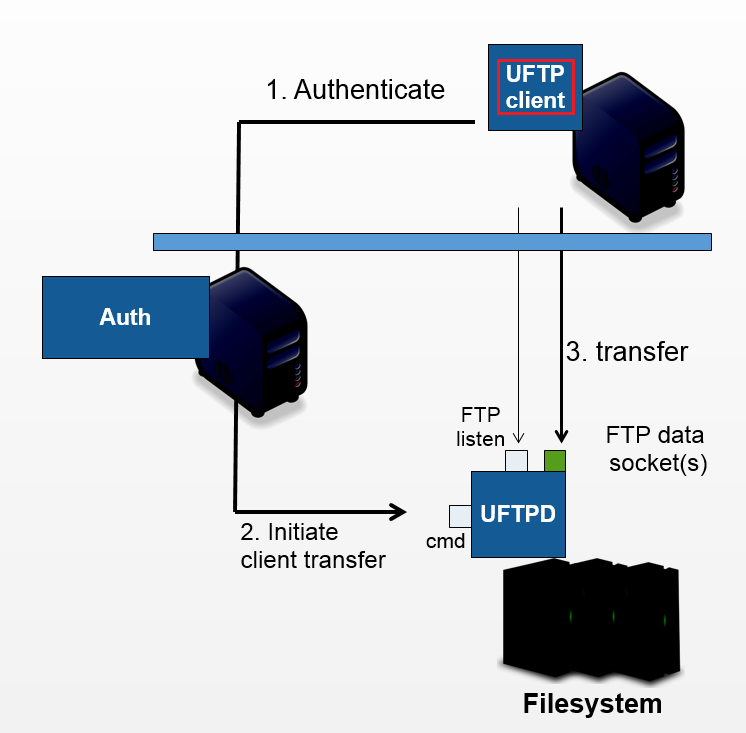 UFTP
client
1. Authenticate
Auth
3. transfer
FTP
listen
FTP data
socket(s)
UFTPD
cmd
2. Initiate
client transfer
Filesystem